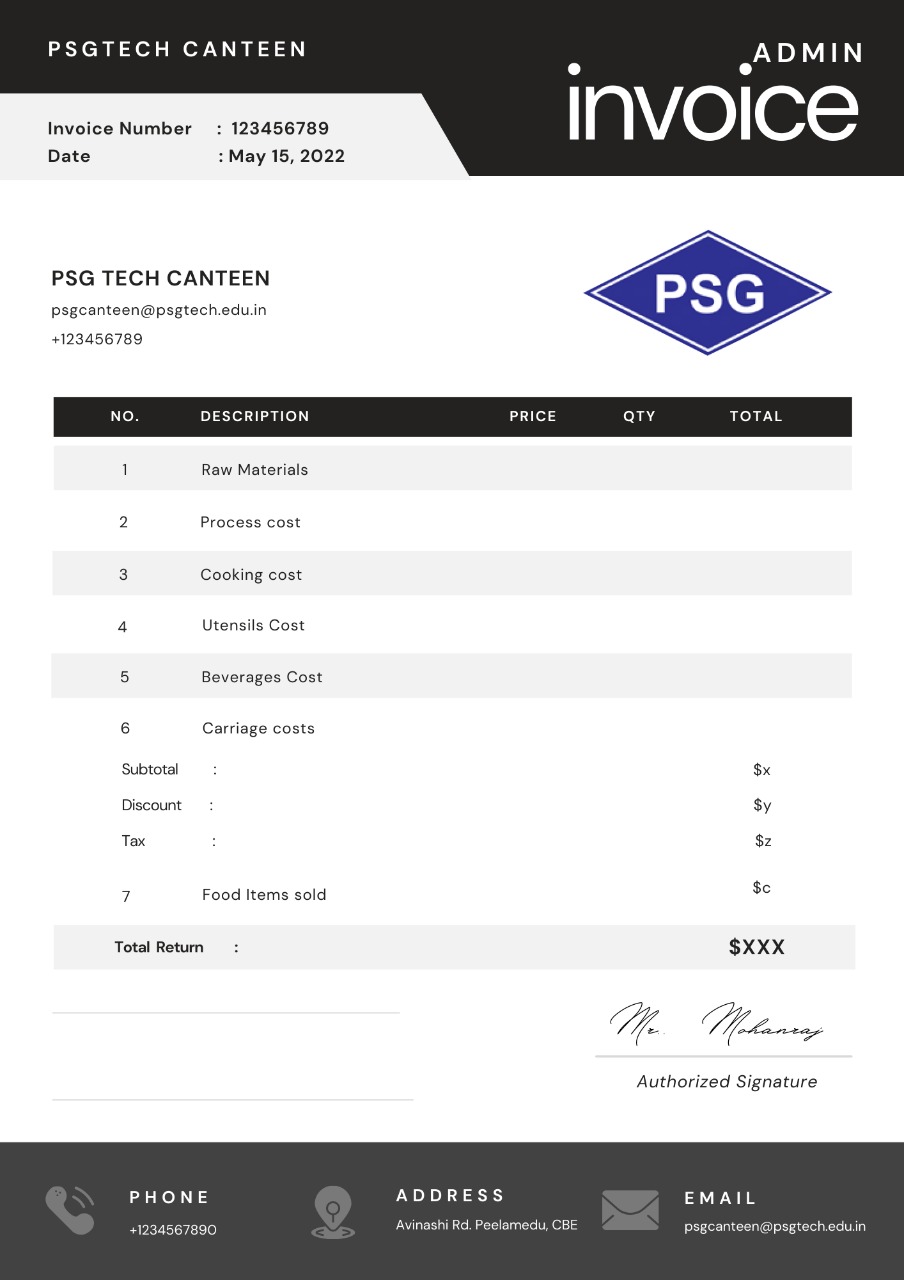 PSGTECH CANTEEN
ADMIN
invoice
Invoice Number : 123456789
Date : May 15, 2022
PSG TECH CANTEEN
psgcanteen@psgtech.edu.in
+123456789
PSG
NO. DESCRIPTION PRICE QTY TOTAL
1 Raw Materials
2 Process cost
3 Cooking cost
4 Utensils Cost
5 Beverages Cost
6 Carriage costs
Subtotal : $x
Discount : $y
Tax : $z
7 Food Items sold $c
Total Return : $XXX
Mr. Mohanraj
Authorized Signature
PHONE
+1234567890
ADDRESS
Avinashi Rd. Peelamedu, CBE
EMAIL
psgcanteen@psgtech.edu.in